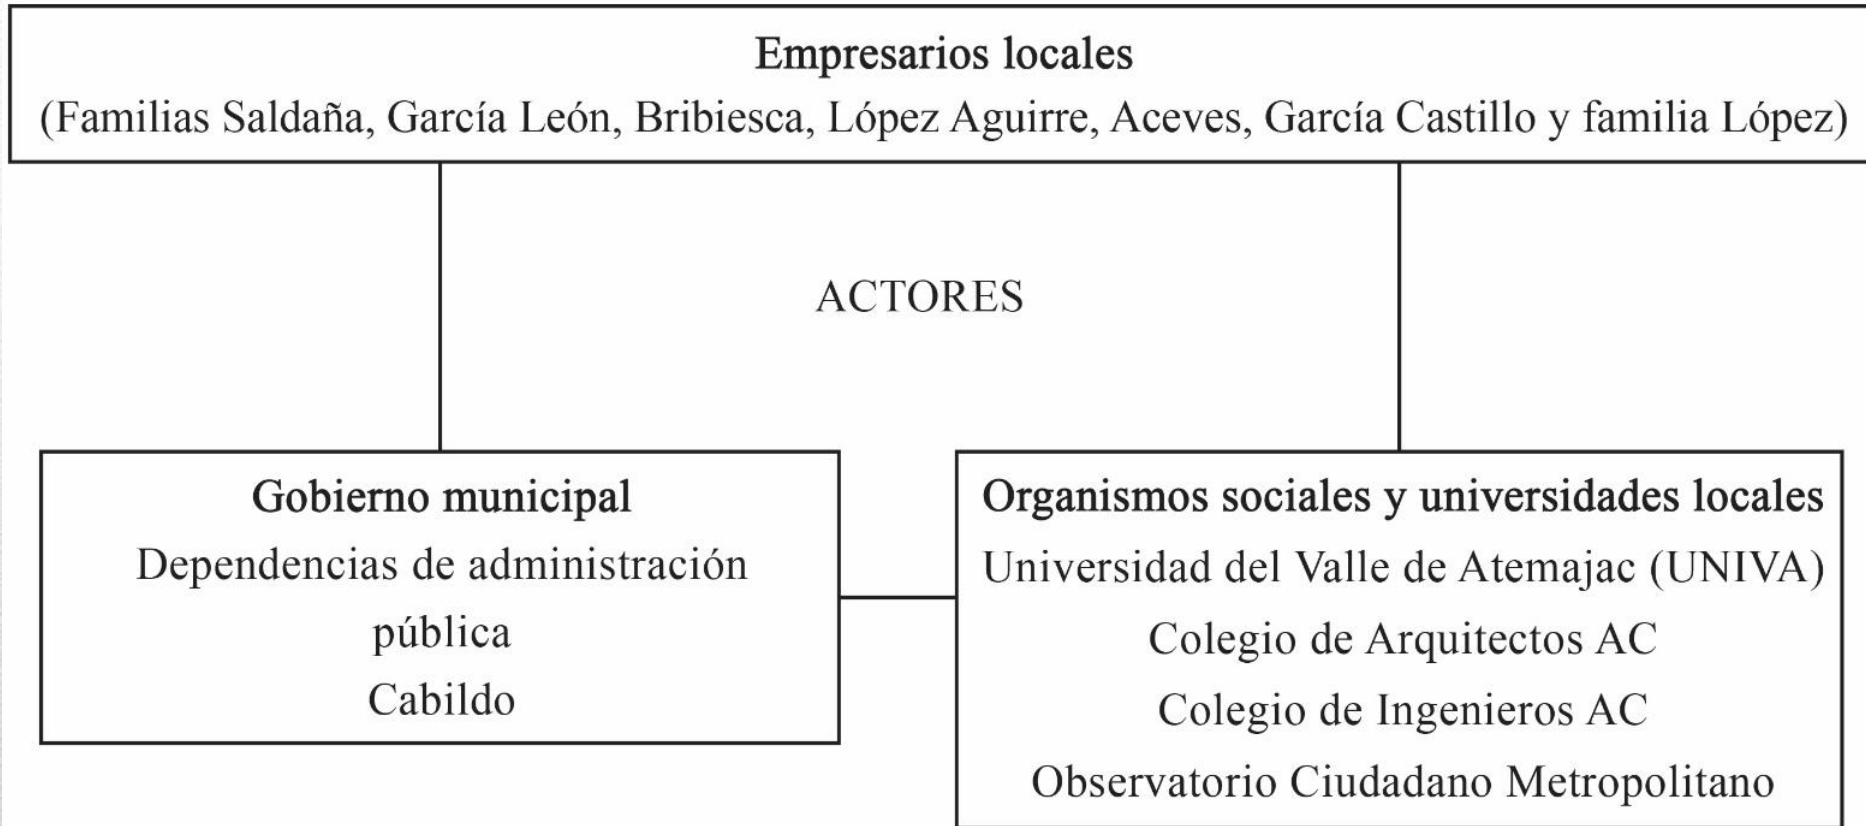 Empresarios locales
(Familias Saldaña, García León, Bribiesca, López Aguirre, Aceves, García Castillo y familia López)
ACTORES
Gobierno municipal
Dependencias de administración
pública
Cabildo
Organismos sociales y universidades locales
Universidad del Valle de Atemajac (UNIVA)
Colegio de Arquitectos AC
Colegio de Ingenieros AC
Observatorio Ciudadano Metropolitano